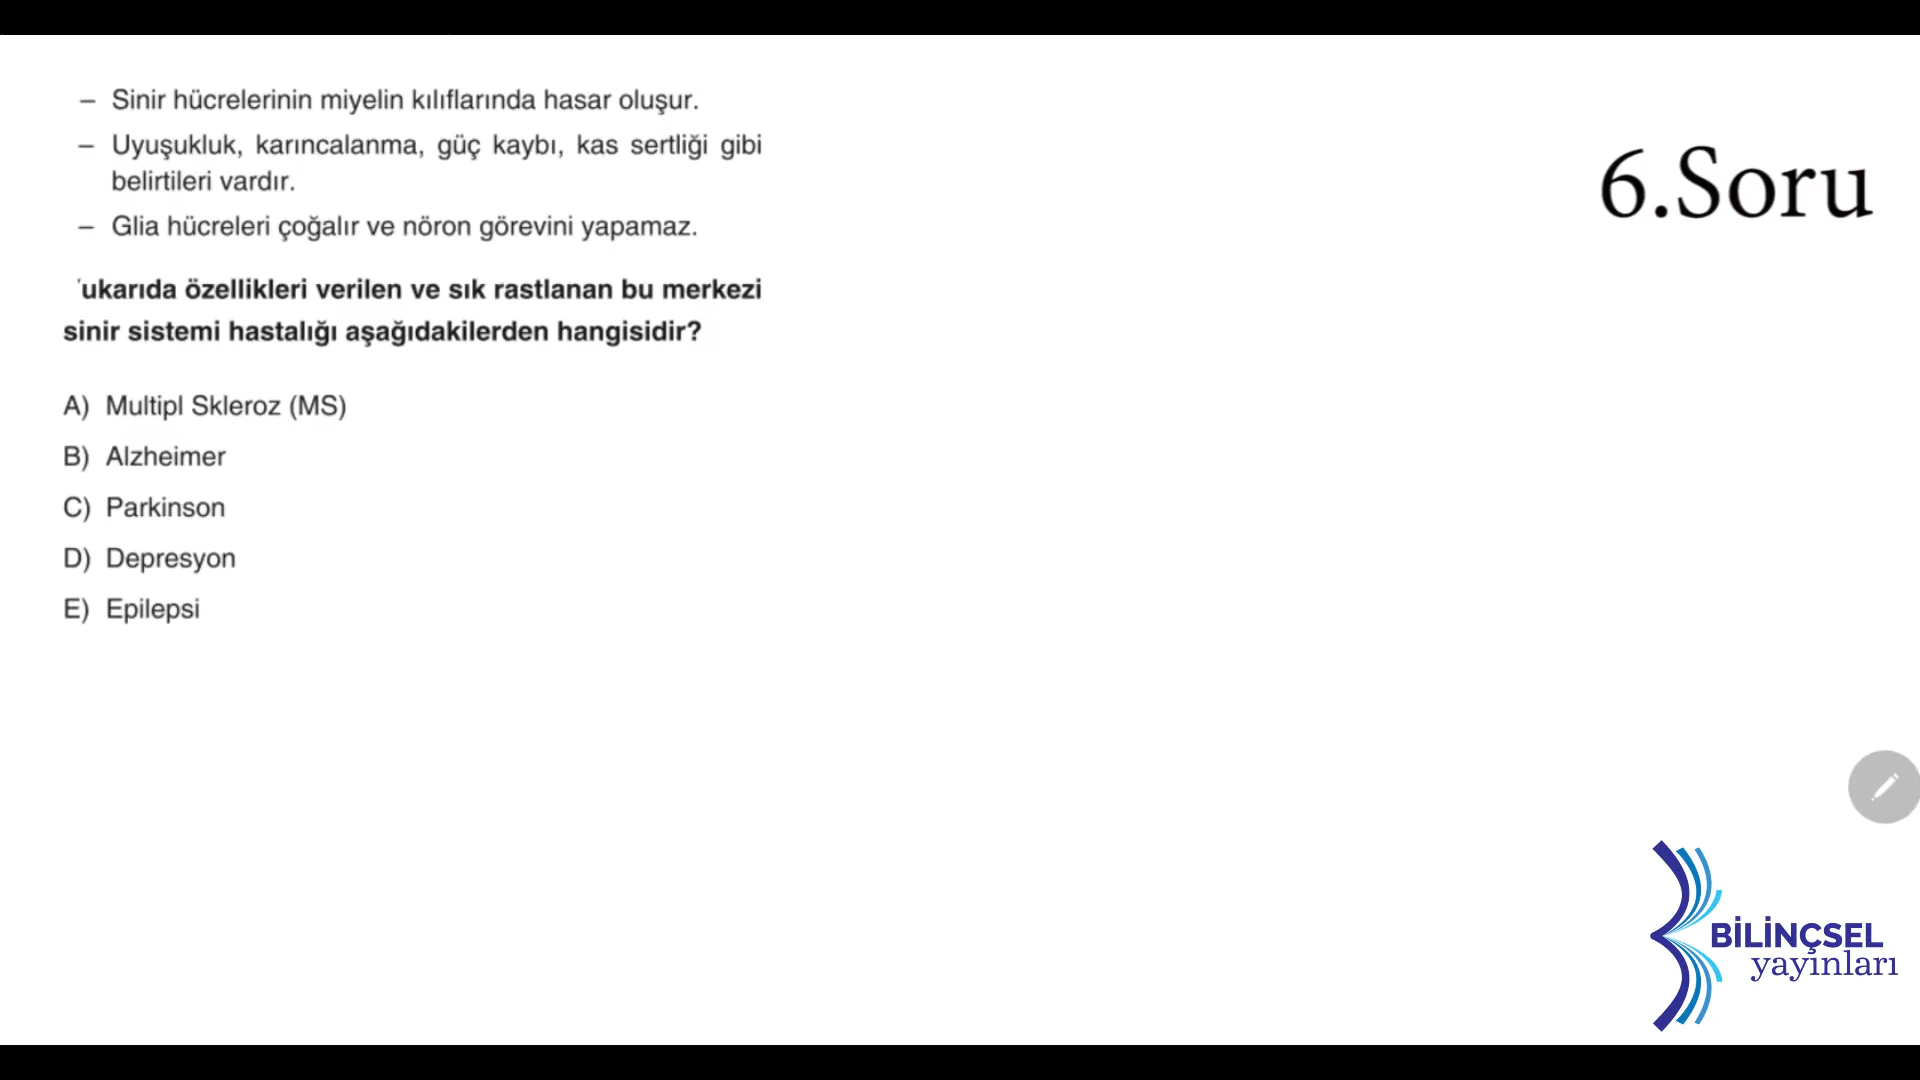 – Sinir hücrelerinin miyelin kılıflarında hasar oluşur.
– Uyuşukluk, karıncalanma, güç kaybı, kas sertliği gibi
belirtileri vardır.
– Glia hücreleri çoğalır ve nöron görevini yapamaz.
ukarıda özellikleri verilen ve sık rastlanan bu merkezi
sinir sistemi hastalığı aşağıdakilerden hangisidir?
A) Multipl Skleroz (MS)
B) Alzheimer
C) Parkinson
D) Depresyon
E) Epilepsi
6.Soru
BİLİNÇSEL
yayınları